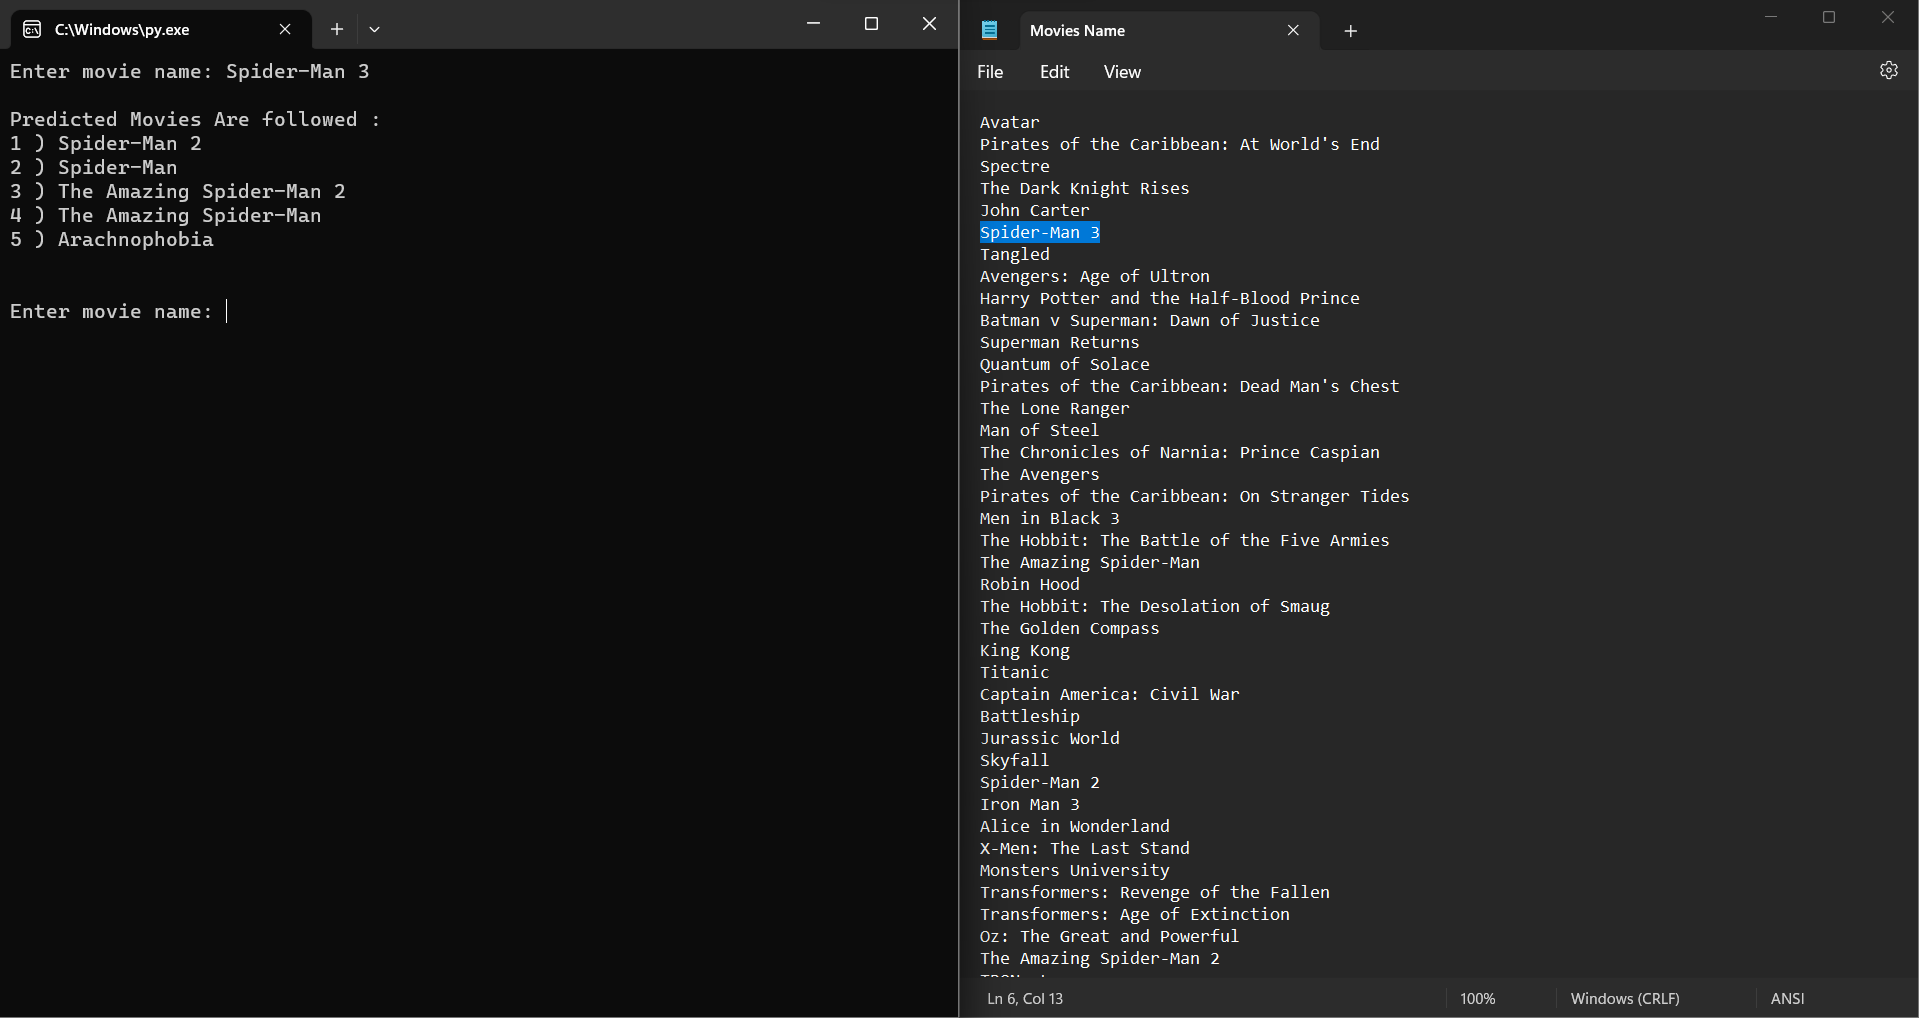 C:\Windows\py.exe
Enter movie name: Spider-Man 3
Predicted Movies Are followed :
1 ) Spider-Man 2
2 ) Spider-Man
3 ) The Amazing Spider-Man 2
4 ) The Amazing Spider-Man
5 ) Arachnophobia
Enter movie name:
Movies Name
File Edit View
Avatar
Pirates of the Caribbean: At World's End
Spectre
The Dark Knight Rises
John Carter
Spider-Man 3
Tangled
Avengers: Age of Ultron
Harry Potter and the Half-Blood Prince
Batman v Superman: Dawn of Justice
Superman Returns
Quantum of Solace
Pirates of the Caribbean: Dead Man's Chest
The Lone Ranger
Man of Steel
The Chronicles of Narnia: Prince Caspian
The Avengers
Pirates of the Caribbean: On Stranger Tides
Men in Black 3
The Hobbit: The Battle of the Five Armies
The Amazing Spider-Man
Robin Hood
The Hobbit: The Desolation of Smaug
The Golden Compass
King Kong
Titanic
Captain America: Civil War
Battleship
Jurassic World
Skyfall
Spider-Man 2
Iron Man 3
Alice in Wonderland
X-Men: The Last Stand
Monsters University
Transformers: Revenge of the Fallen
Transformers: Age of Extinction
Oz: The Great and Powerful
The Amazing Spider-Man 2
Ln 6, Col 13 100% Windows (CRLF) ANSI